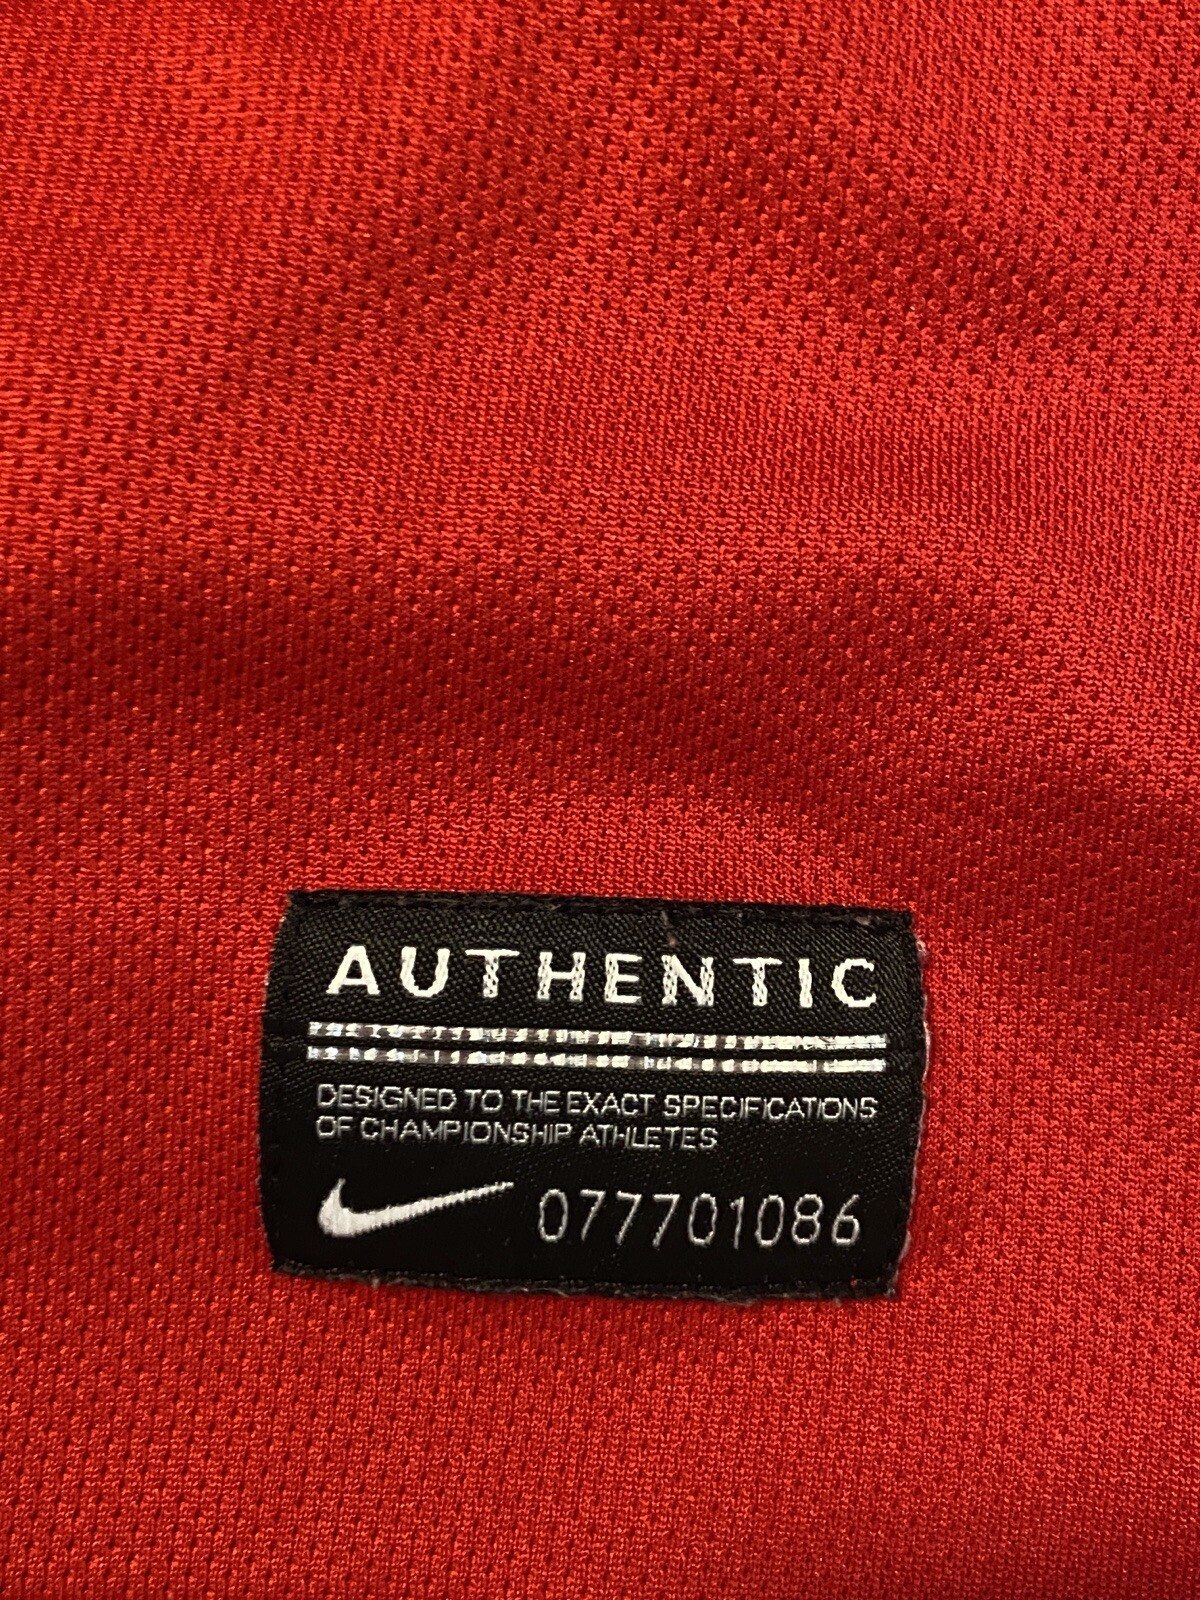 AUTHENTIC
DESIGNED TO THE EXACT SPECIFICATIONS
OF CHAMPIONSHIP ATHLETES
077701086